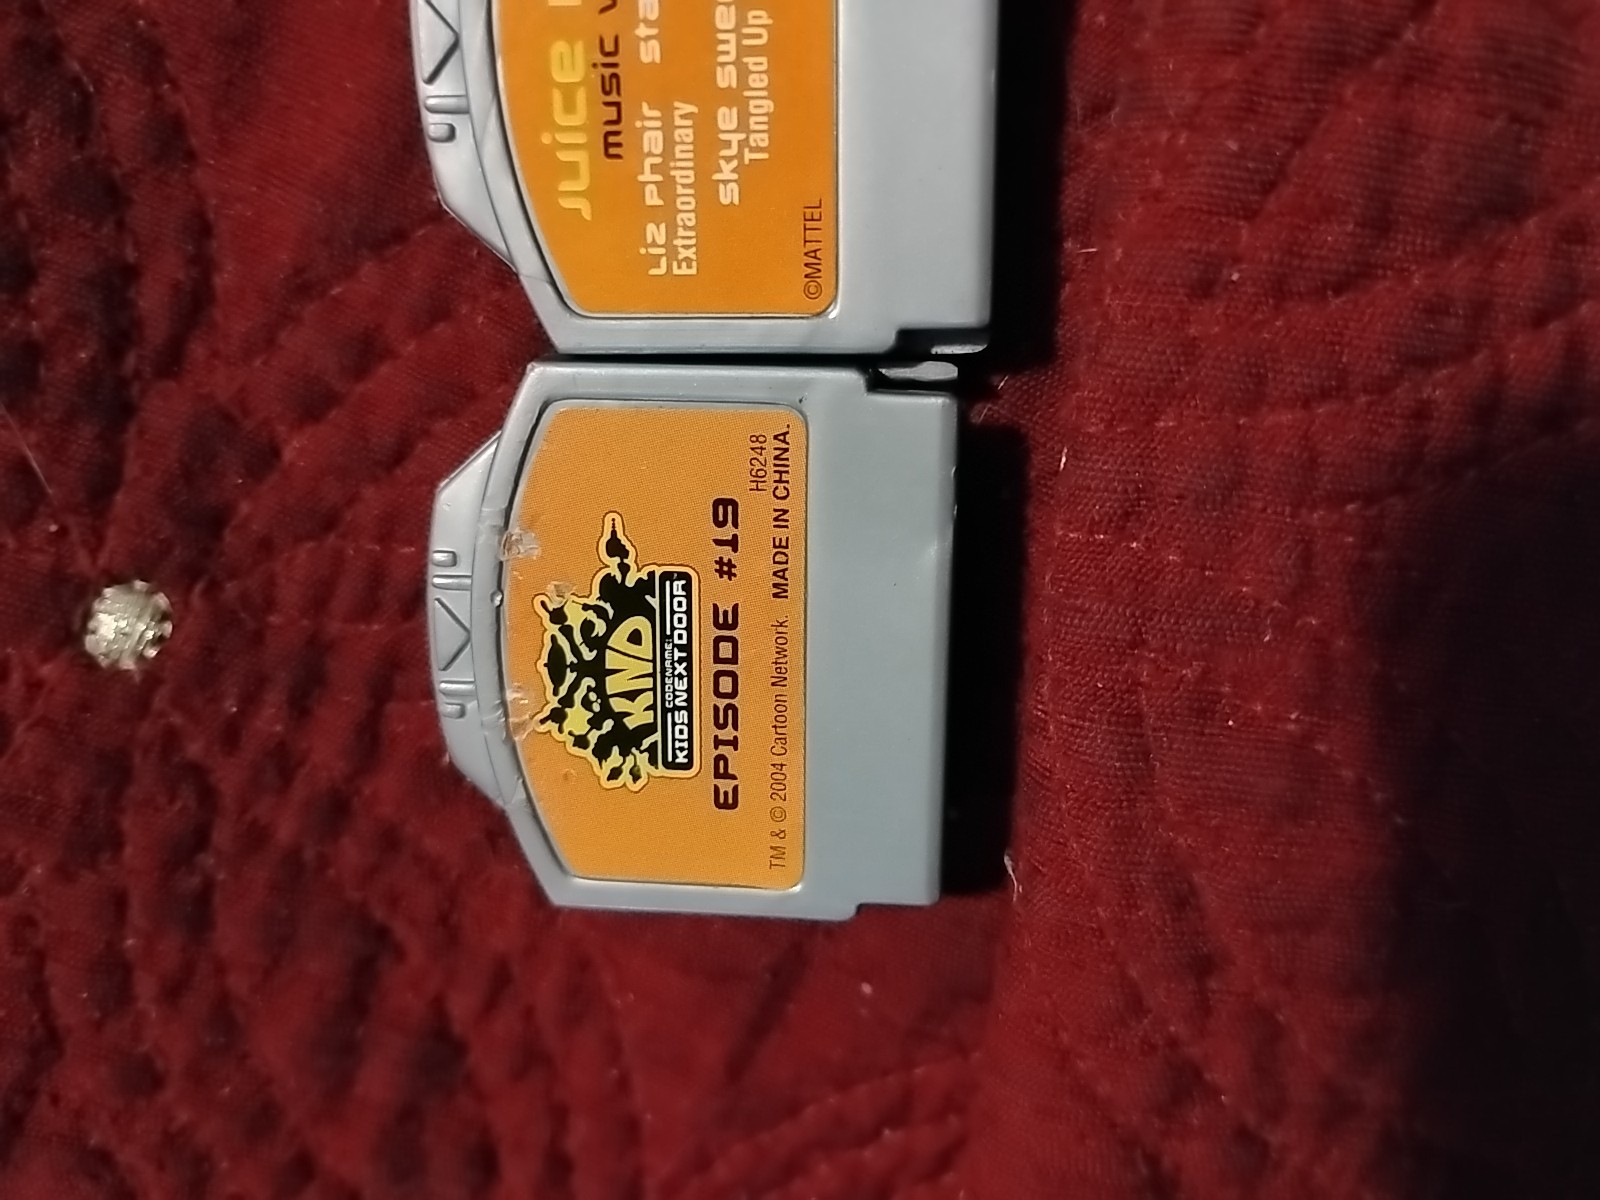 Juice
music
Liz Phair
Extraordinary
skye
Tangled Up
©MATTEL
KND
CODENAME:
KIDS NEXT DOOR™
EPISODE #19
H6248
TM & © 2004 Cartoon Network. MADE IN CHINA.